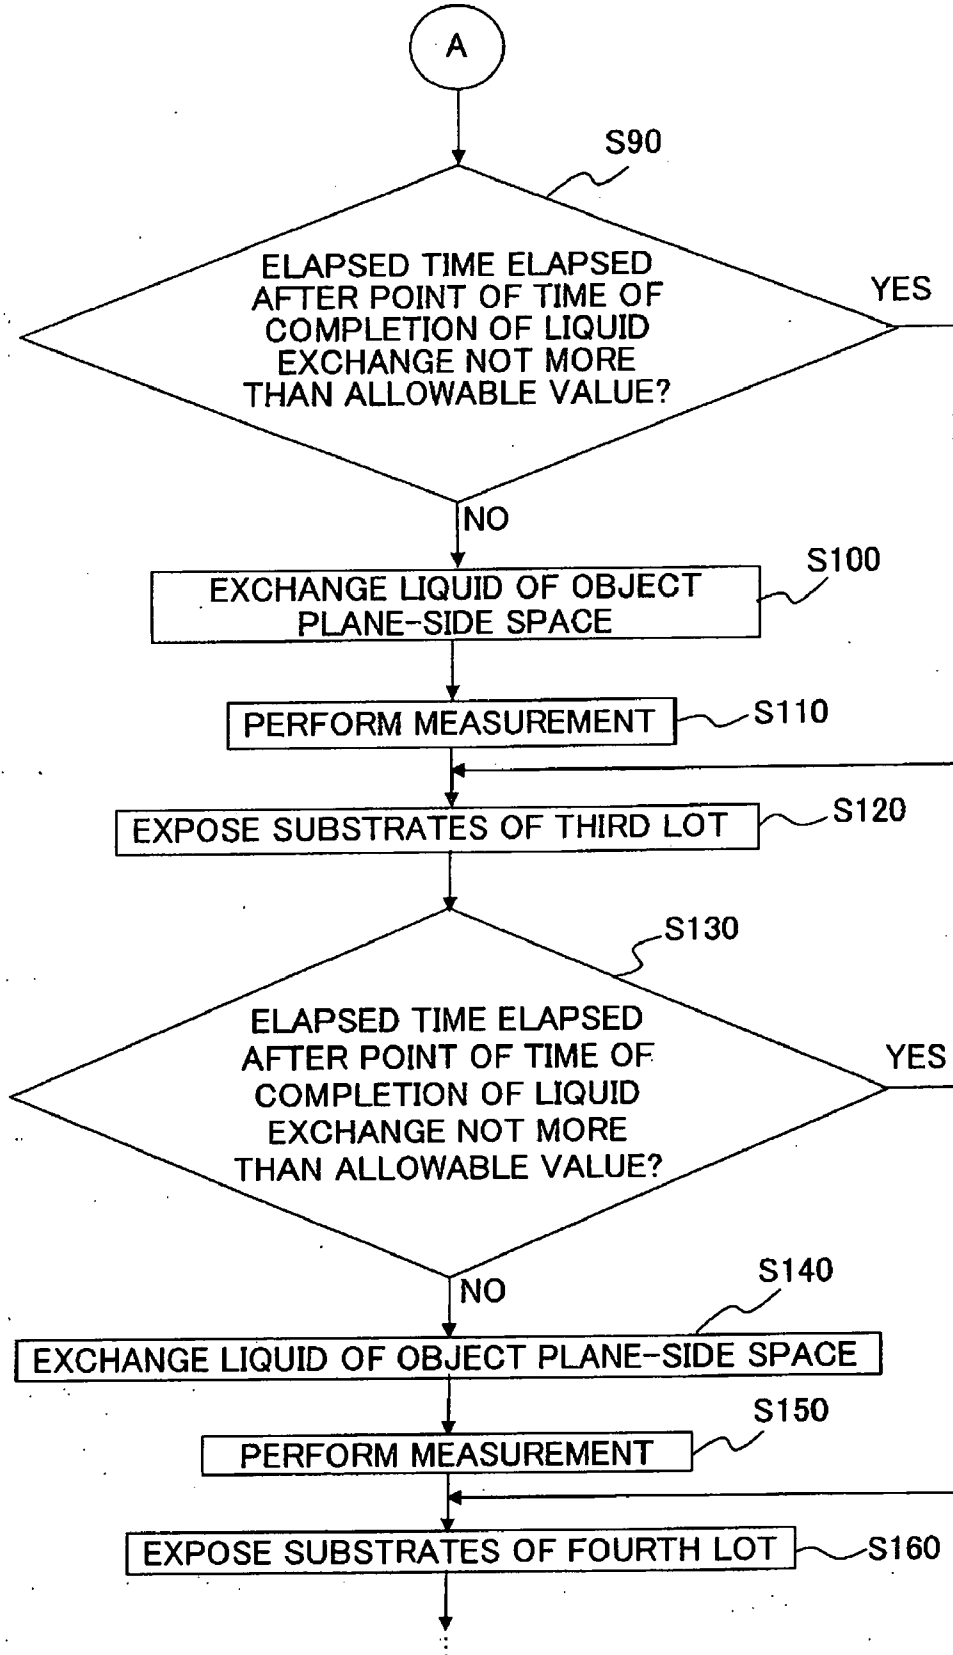 A
S90
ELAPSED TIME ELAPSED
AFTER POINT OF TIME OF
COMPLETION OF LIQUID
EXCHANGE NOT MORE
THAN ALLOWABLE VALUE?
YES
NO
S100
EXCHANGE LIQUID OF OBJECT
PLANE-SIDE SPACE
PERFORM MEASUREMENT
S110
EXPOSE SUBSTRATES OF THIRD LOT
S120
S130
ELAPSED TIME ELAPSED
AFTER POINT OF TIME OF
COMPLETION OF LIQUID
EXCHANGE NOT MORE
THAN ALLOWABLE VALUE?
YES
NO
S140
EXCHANGE LIQUID OF OBJECT PLANE-SIDE SPACE
S150
PERFORM MEASUREMENT
EXPOSE SUBSTRATES OF FOURTH LOT
S160